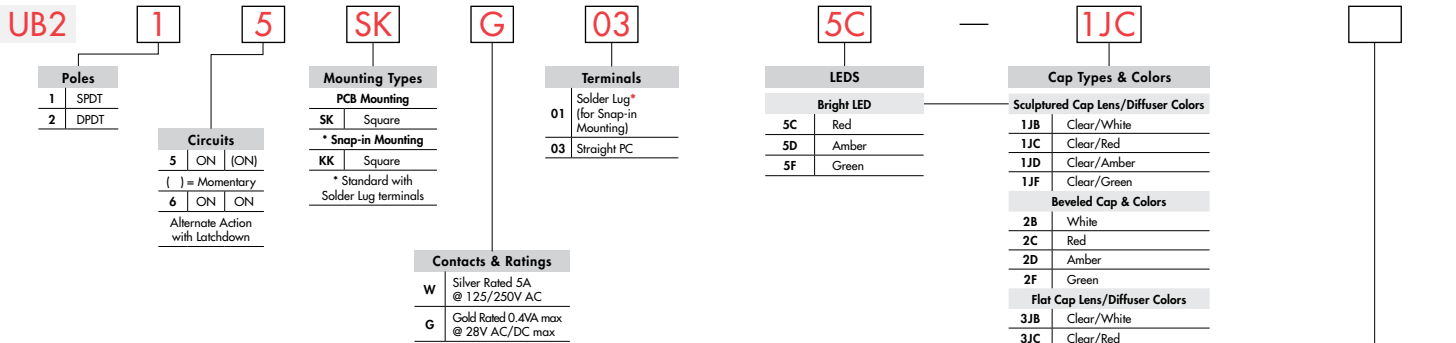 UB2 1 5 SK G 03 5C — 1JC
Poles
1 SPDT
2 DPDT
Circuits
5 ON (ON)
( ) = Momentary
6 ON ON
Alternate Action
with Latchdown
Mounting Types
PCB Mounting
SK Square
* Snap-in Mounting
KK Square
* Standard with
Solder Lug terminals
Contacts & Ratings
W Silver Rated 5A
@ 125/250V AC
G Gold Rated 0.4VA max
@ 28V AC/DC max
Terminals
01 Solder Lug*
(for Snap-in
Mounting)
03 Straight PC
LEDS
Bright LED
5C Red
5D Amber
5F Green
Cap Types & Colors
Sculptured Cap Lens/Diffuser Colors
1JB Clear/White
1JC Clear/Red
1JD Clear/Amber
1JF Clear/Green
Beveled Cap & Colors
2B White
2C Red
2D Amber
2F Green
Flat Cap Lens/Diffuser Colors
3JB Clear/White
3JC Clear/Red